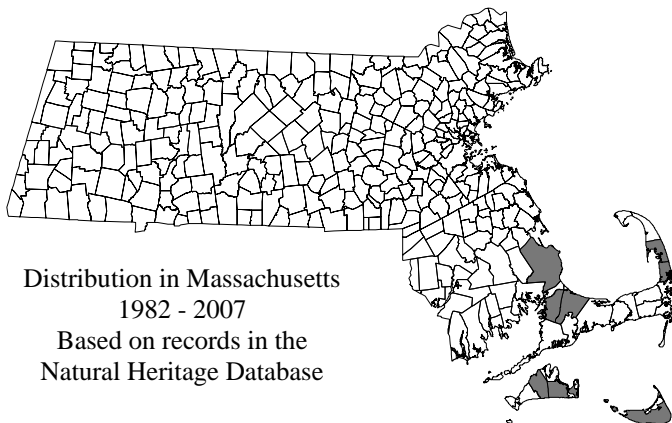 Distribution in Massachusetts
1982 - 2007
Based on records in the
Natural Heritage Database